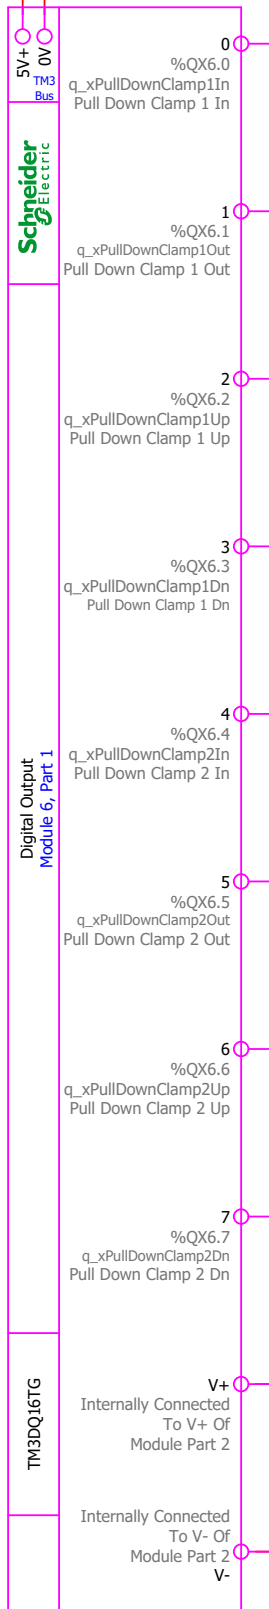 5V+
0V
TM3
Bus
Schneider
Electric
Digital Output
Module 6, Part 1
TM3DQ16TG
0
%QX6.0
q_xPullDownClamp1In
Pull Down Clamp 1 In
1
%QX6.1
q_xPullDownClamp1Out
Pull Down Clamp 1 Out
2
%QX6.2
q_xPullDownClamp1Up
Pull Down Clamp 1 Up
3
%QX6.3
q_xPullDownClamp1Dn
Pull Down Clamp 1 Dn
4
%QX6.4
q_xPullDownClamp2In
Pull Down Clamp 2 In
5
%QX6.5
q_xPullDownClamp2Out
Pull Down Clamp 2 Out
6
%QX6.6
q_xPullDownClamp2Up
Pull Down Clamp 2 Up
7
%QX6.7
q_xPullDownClamp2Dn
Pull Down Clamp 2 Dn
V+
Internally Connected
To V+ Of
Module Part 2
Internally Connected
To V- Of
Module Part 2
V-